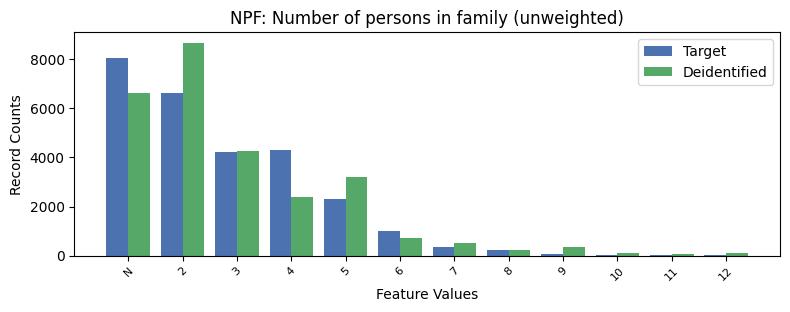 NPF: Number of persons in family (unweighted)
Target
Deidentified
Record Counts
8000
6000
4000
2000
0
N 2 3 4 5 6 7 8 9 10 11 12
Feature Values